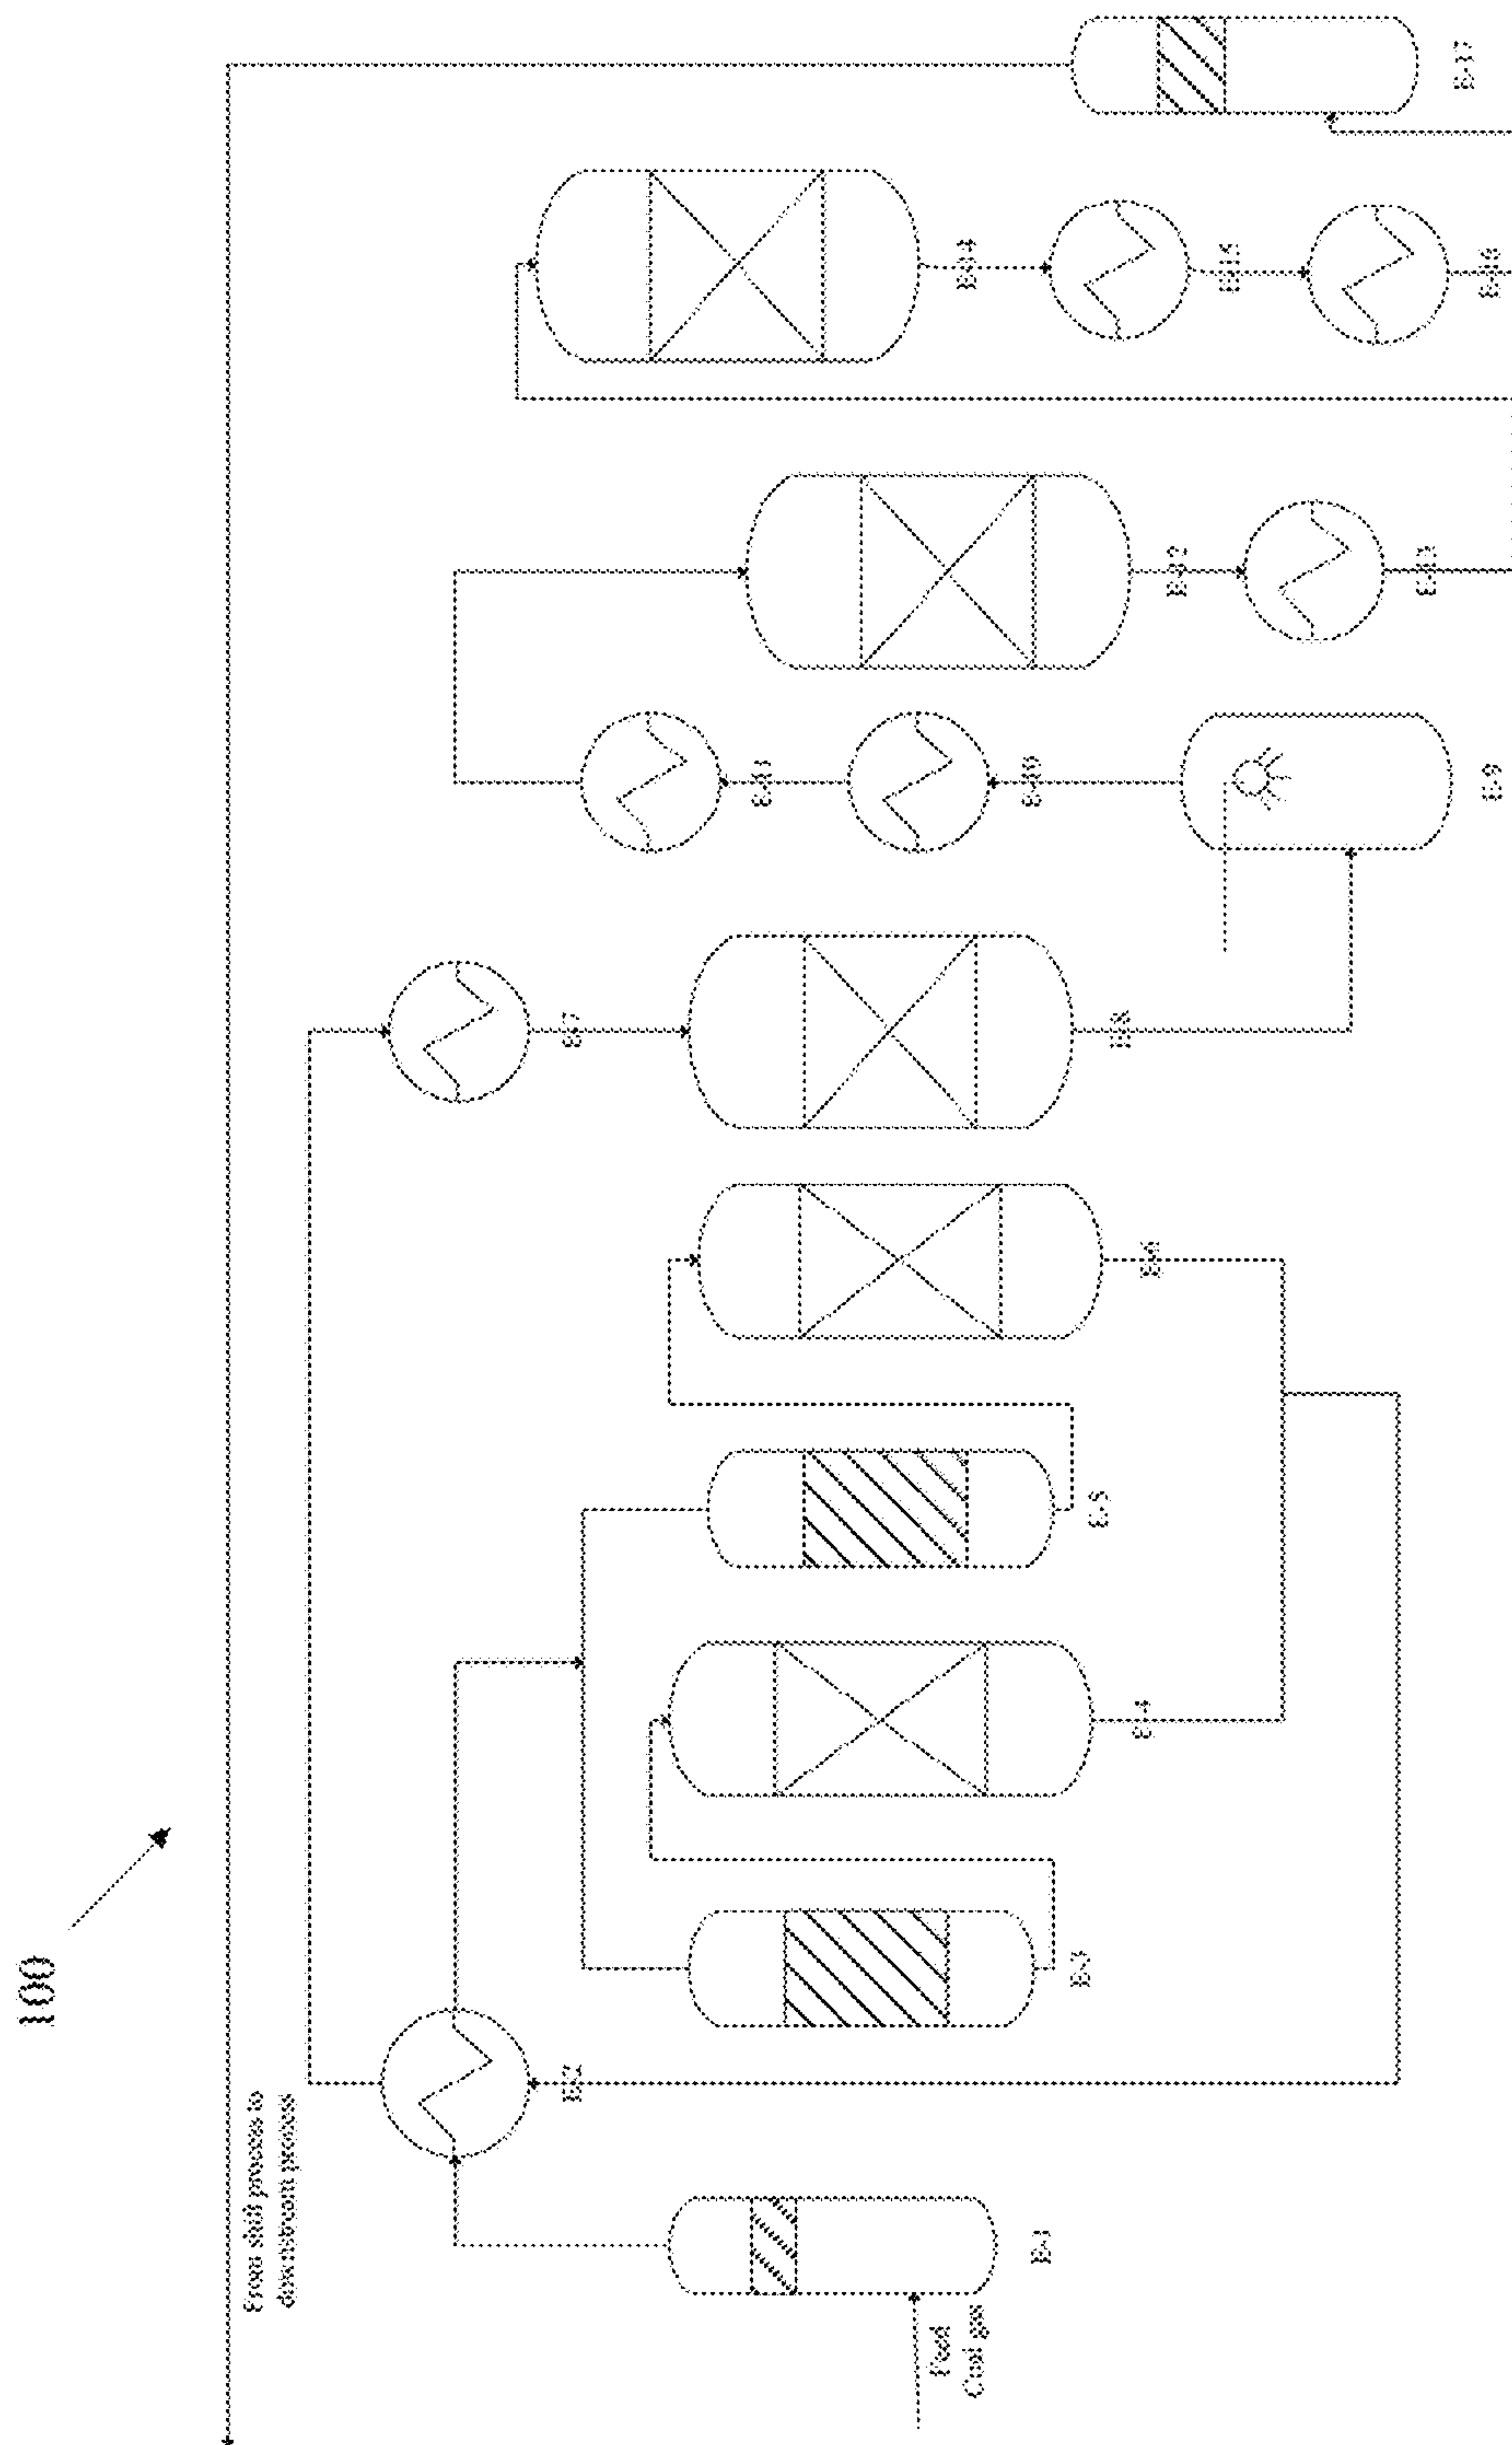 100
From shift process to
downstream process
Feed
Coal gas
E-1
E-2
E-3
E-4
E-5
E-6
E-7
E-8
E-9
E-10
E-11
E-12
E-13
E-14
E-15
E-16
E-17